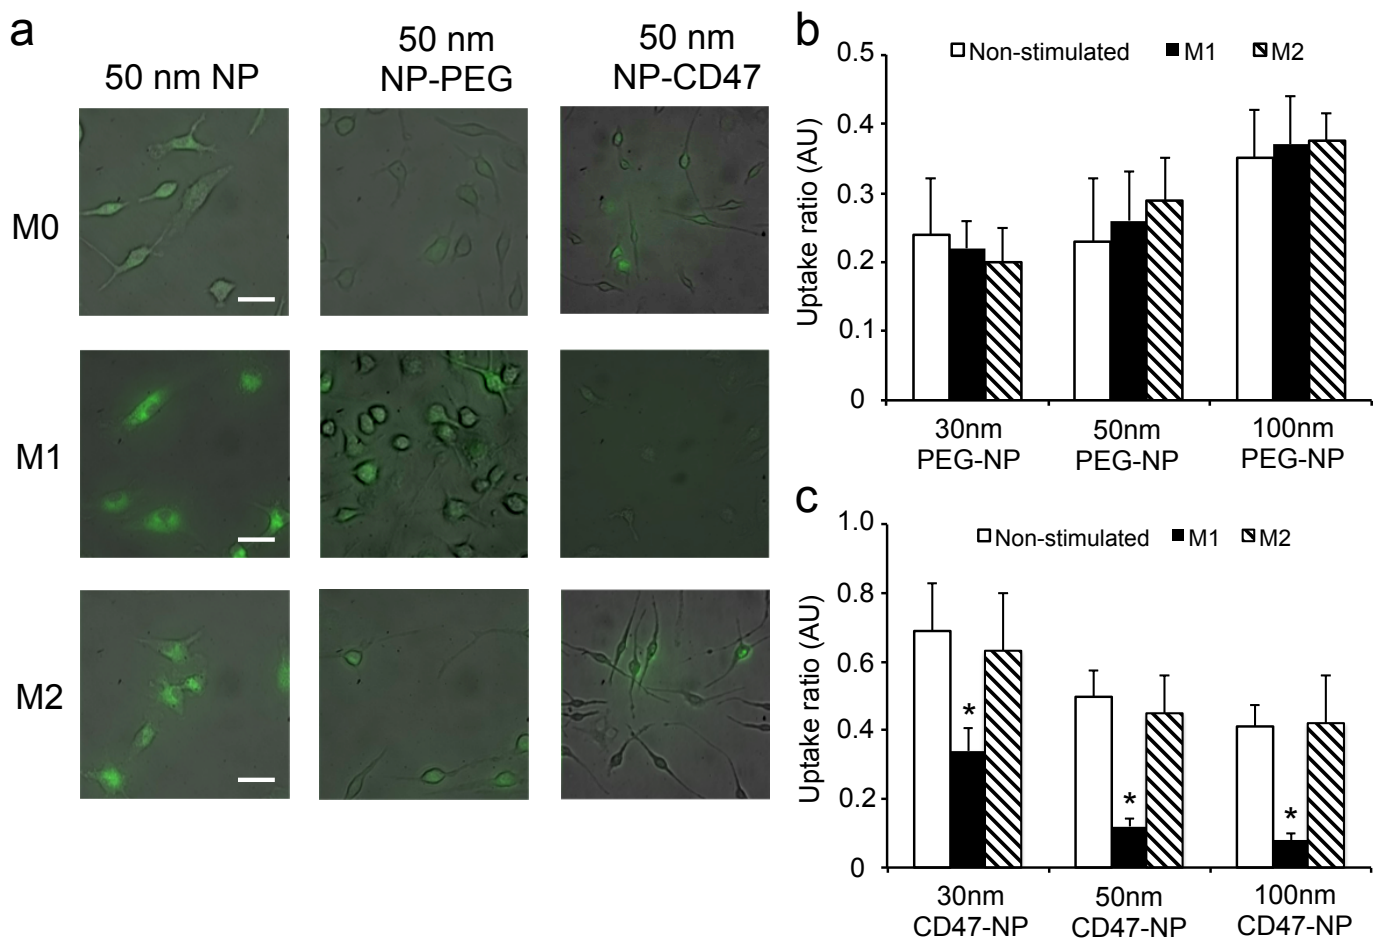 a
50 nm NP
50 nm
NP-PEG
50 nm
NP-CD47
M0
M1
M2
b
0.5
0.4
0.3
0.2
0.1
0
Uptake ratio (AU)
Non-stimulated M1 M2
30nm
PEG-NP
50nm
PEG-NP
100nm
PEG-NP
c
1.0
0.8
0.6
0.4
0.2
0
Uptake ratio (AU)
Non-stimulated M1 M2
*
*
*
30nm
CD47-NP
50nm
CD47-NP
100nm
CD47-NP